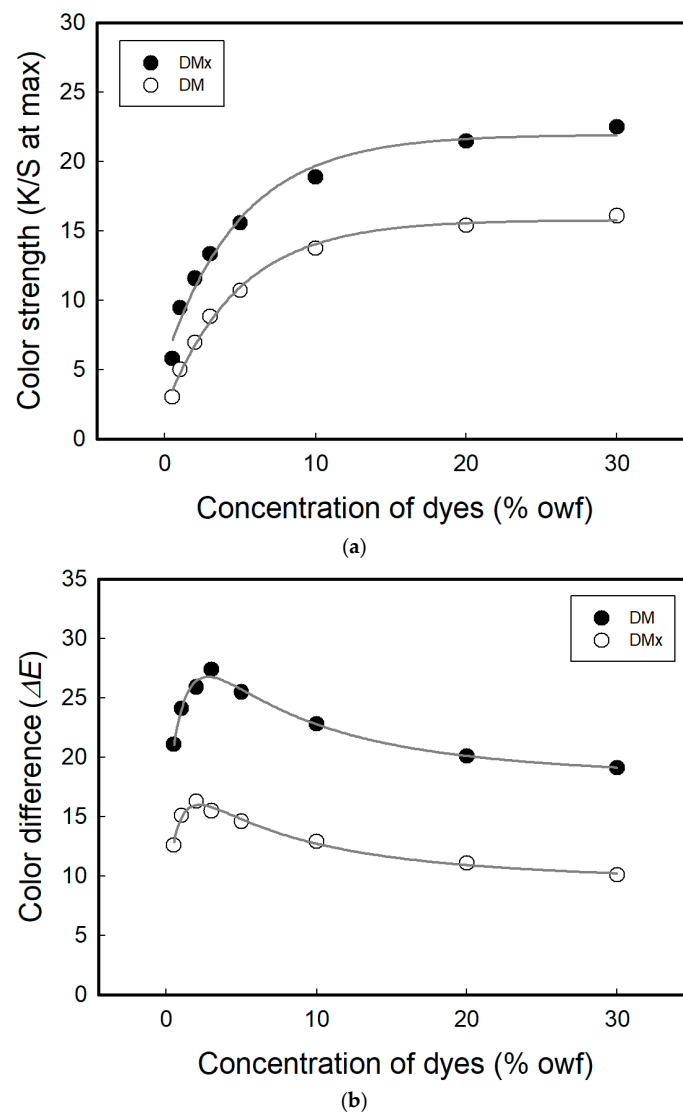 30
25
20
15
10
5
0
Color strength (K/S at max)
DMx
DM
0 10 20 30
Concentration of dyes (% owf)
(a)
35
30
25
20
15
10
5
0
Color difference (ΔE)
DM
DMx
0 10 20 30
Concentration of dyes (% owf)
(b)